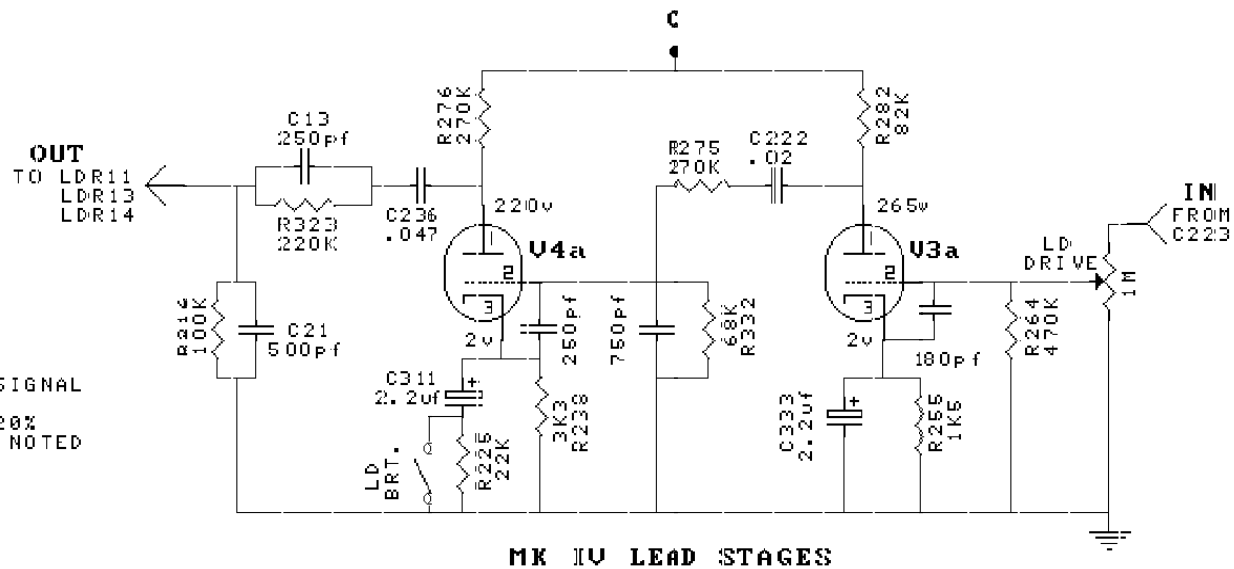 C
R276
270K
R282
82K
C13
250pf
C222
.02
R275
270K
OUT
TO LDR11
LDR13
LDR14
IN
FROM
C223
R323
220K
C236
.047
220v
265v
V4a
V3a
LD
DRIVE
1M
1
2
3
1
2
3
R216
100K
C21
500pf
2v
250pf
750pf
68K
R332
2v
180pf
R264
470K
SIGNAL
20%
NOTED
C311
2.2uf
+
3K3
R238
C333
2.2uf
+
R255
1K5
LD
BRT.
R226
22K
MK IV LEAD STAGES